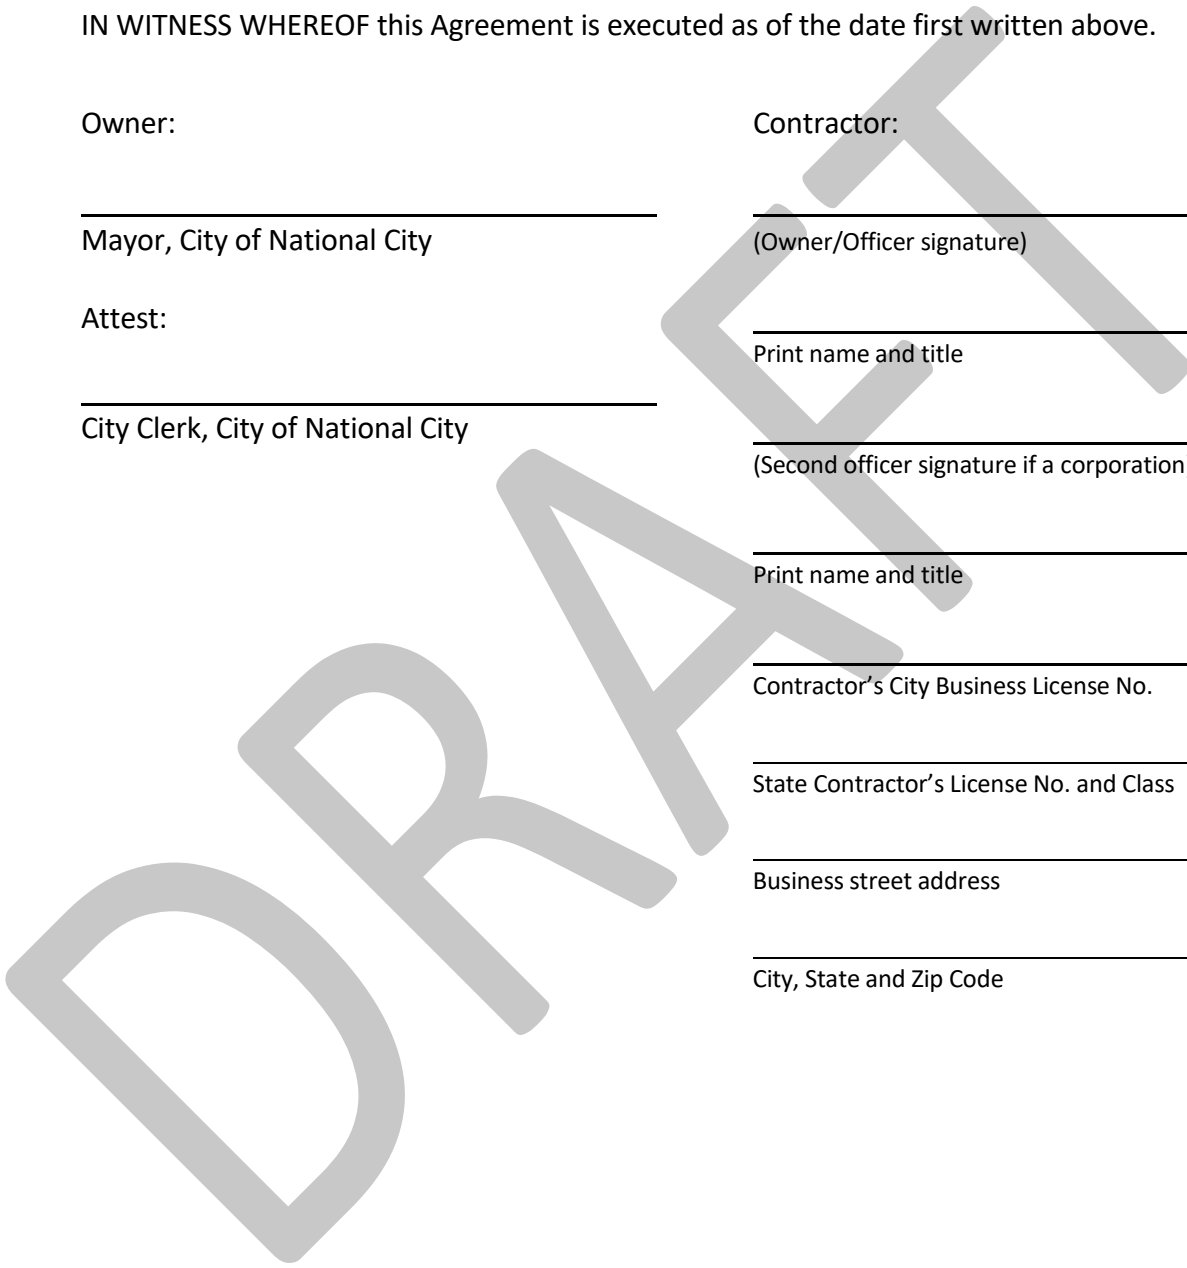 IN WITNESS WHEREOF this Agreement is executed as of the date first written above.
Owner:
Mayor, City of National City
Attest:
City Clerk, City of National City
Contractor:
(Owner/Officer signature)
Print name and title
(Second officer signature if a corporation)
Print name and title
Contractor’s City Business License No.
State Contractor’s License No. and Class
Business street address
City, State and Zip Code
DRAFT